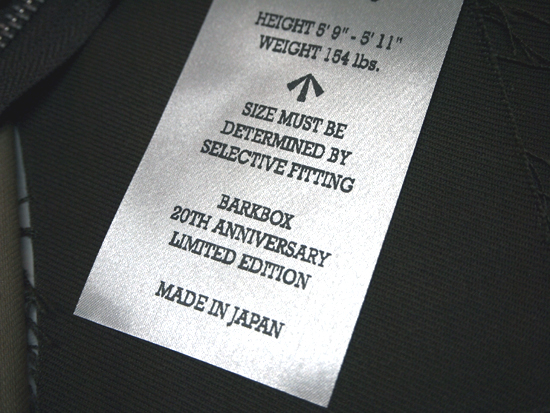 HEIGHT 5' 9" - 5' 11"
WEIGHT 154 lbs.
SIZE MUST BE
DETERMINED BY
SELECTIVE FITTING
BARKBOX
20TH ANNIVERSARY
LIMITED EDITION
MADE IN JAPAN